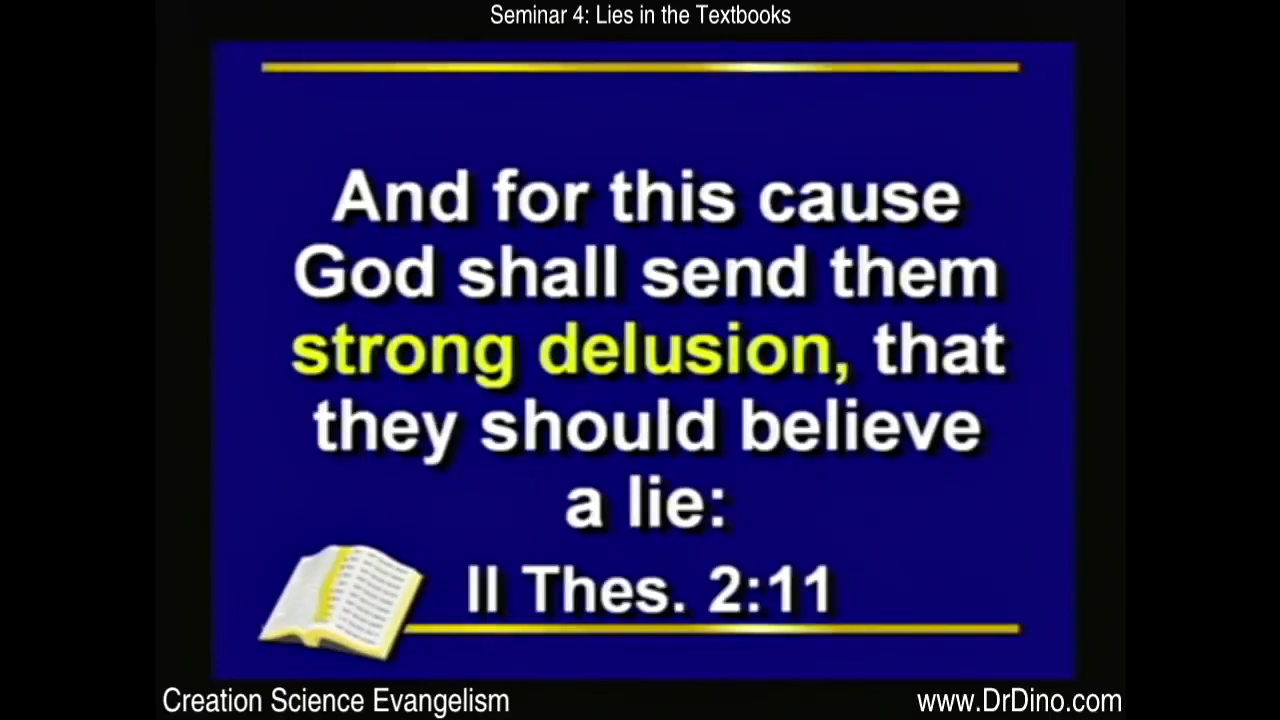 Seminar 4: Lies in the Textbooks
And for this cause
God shall send them
strong delusion, that
they should believe
a lie:
II Thes. 2:11
Creation Science Evangelism
www.DrDino.com